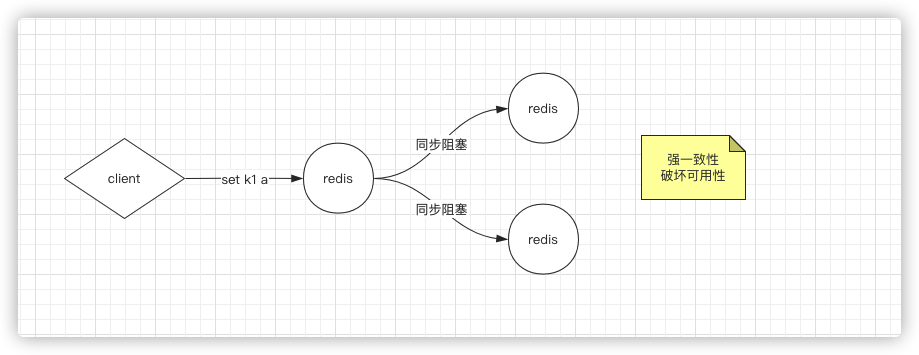 client
set k1 a
redis
同步阻塞
redis
同步阻塞
redis
强一致性
破坏可用性